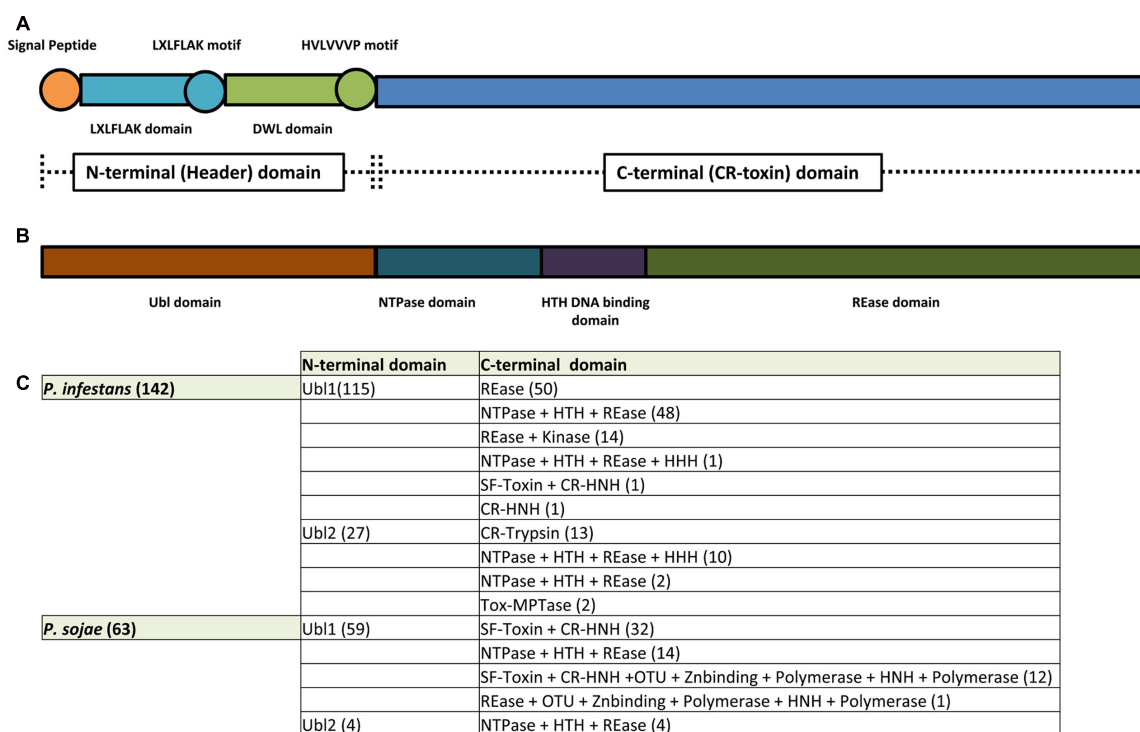 A
Signal Peptide LXLFLAK motif HVLVVVP motif
LXLFLAK domain DWL domain
N-terminal (Header) domain C-terminal (CR-toxin) domain
B
Ubl domain NTPase domain HTH DNA binding REase domain
domain
N-terminal domain C-terminal domain
C
P. infestans (142) Ubl1(115) REase (50)
NTPase + HTH + REase (48)
REase + Kinase (14)
NTPase + HTH + REase + HHH (1)
SF-Toxin + CR-HNH (1)
CR-HNH (1)
Ubl2 (27) CR-Trypsin (13)
NTPase + HTH + REase + HHH (10)
NTPase + HTH + REase (2)
Tox-MPTase (2)
P. sojae (63) Ubl1 (59) SF-Toxin + CR-HNH (32)
NTPase + HTH + REase (14)
SF-Toxin + CR-HNH +OTU + Znbinding + Polymerase + HNH + Polymerase (12)
REase + OTU + Znbinding + Polymerase + HNH + Polymerase (1)
Ubl2 (4) NTPase + HTH + REase (4)